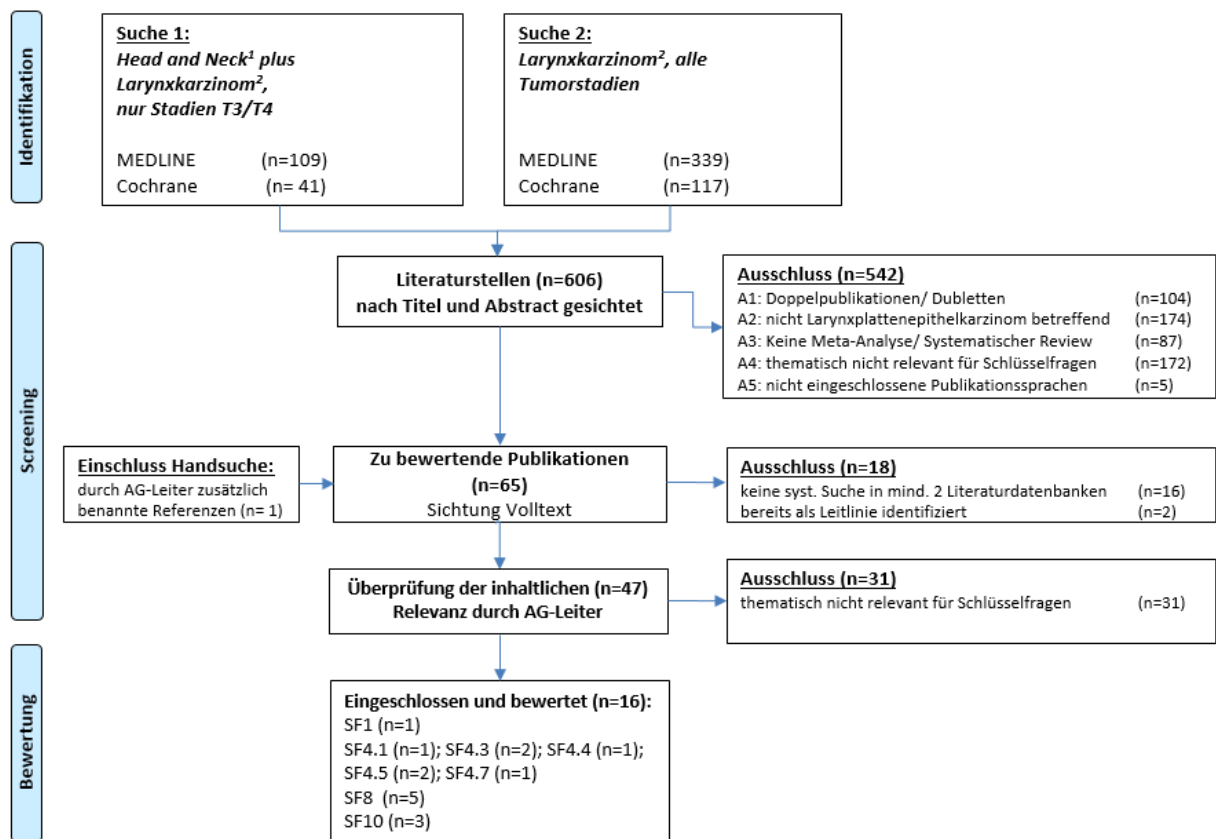 Identifikation
Suche 1:
Head and Neck¹ plus
Larynxkarzinom²,
nur Stadien T3/T4
MEDLINE (n=109)
Cochrane (n= 41)
Suche 2:
Larynxkarzinom², alle
Tumorstadien
MEDLINE (n=339)
Cochrane (n=117)
Screening
Literaturstellen (n=606)
nach Titel und Abstract gesichtet
Ausschluss (n=542)
A1: Doppelpublikationen/ Dubletten (n=104)
A2: nicht Larynxplattenepithelkarzinom betreffend (n=174)
A3: Keine Meta-Analyse/ Systematischer Review (n=87)
A4: thematisch nicht relevant für Schlüsselfragen (n=172)
A5: nicht eingeschlossene Publikationssprachen (n=5)
Einschluss Handsuche:
durch AG-Leiter zusätzlich
benannte Referenzen (n= 1)
Zu bewertende Publikationen
(n=65)
Sichtung Volltext
Ausschluss (n=18)
keine syst. Suche in mind. 2 Literaturdatenbanken (n=16)
bereits als Leitlinie identifiziert (n=2)
Überprüfung der inhaltlichen (n=47)
Relevanz durch AG-Leiter
Ausschluss (n=31)
thematisch nicht relevant für Schlüsselfragen (n=31)
Bewertung
Eingeschlossen und bewertet (n=16):
SF1 (n=1)
SF4.1 (n=1); SF4.3 (n=2); SF4.4 (n=1);
SF4.5 (n=2); SF4.7 (n=1)
SF8 (n=5)
SF10 (n=3)